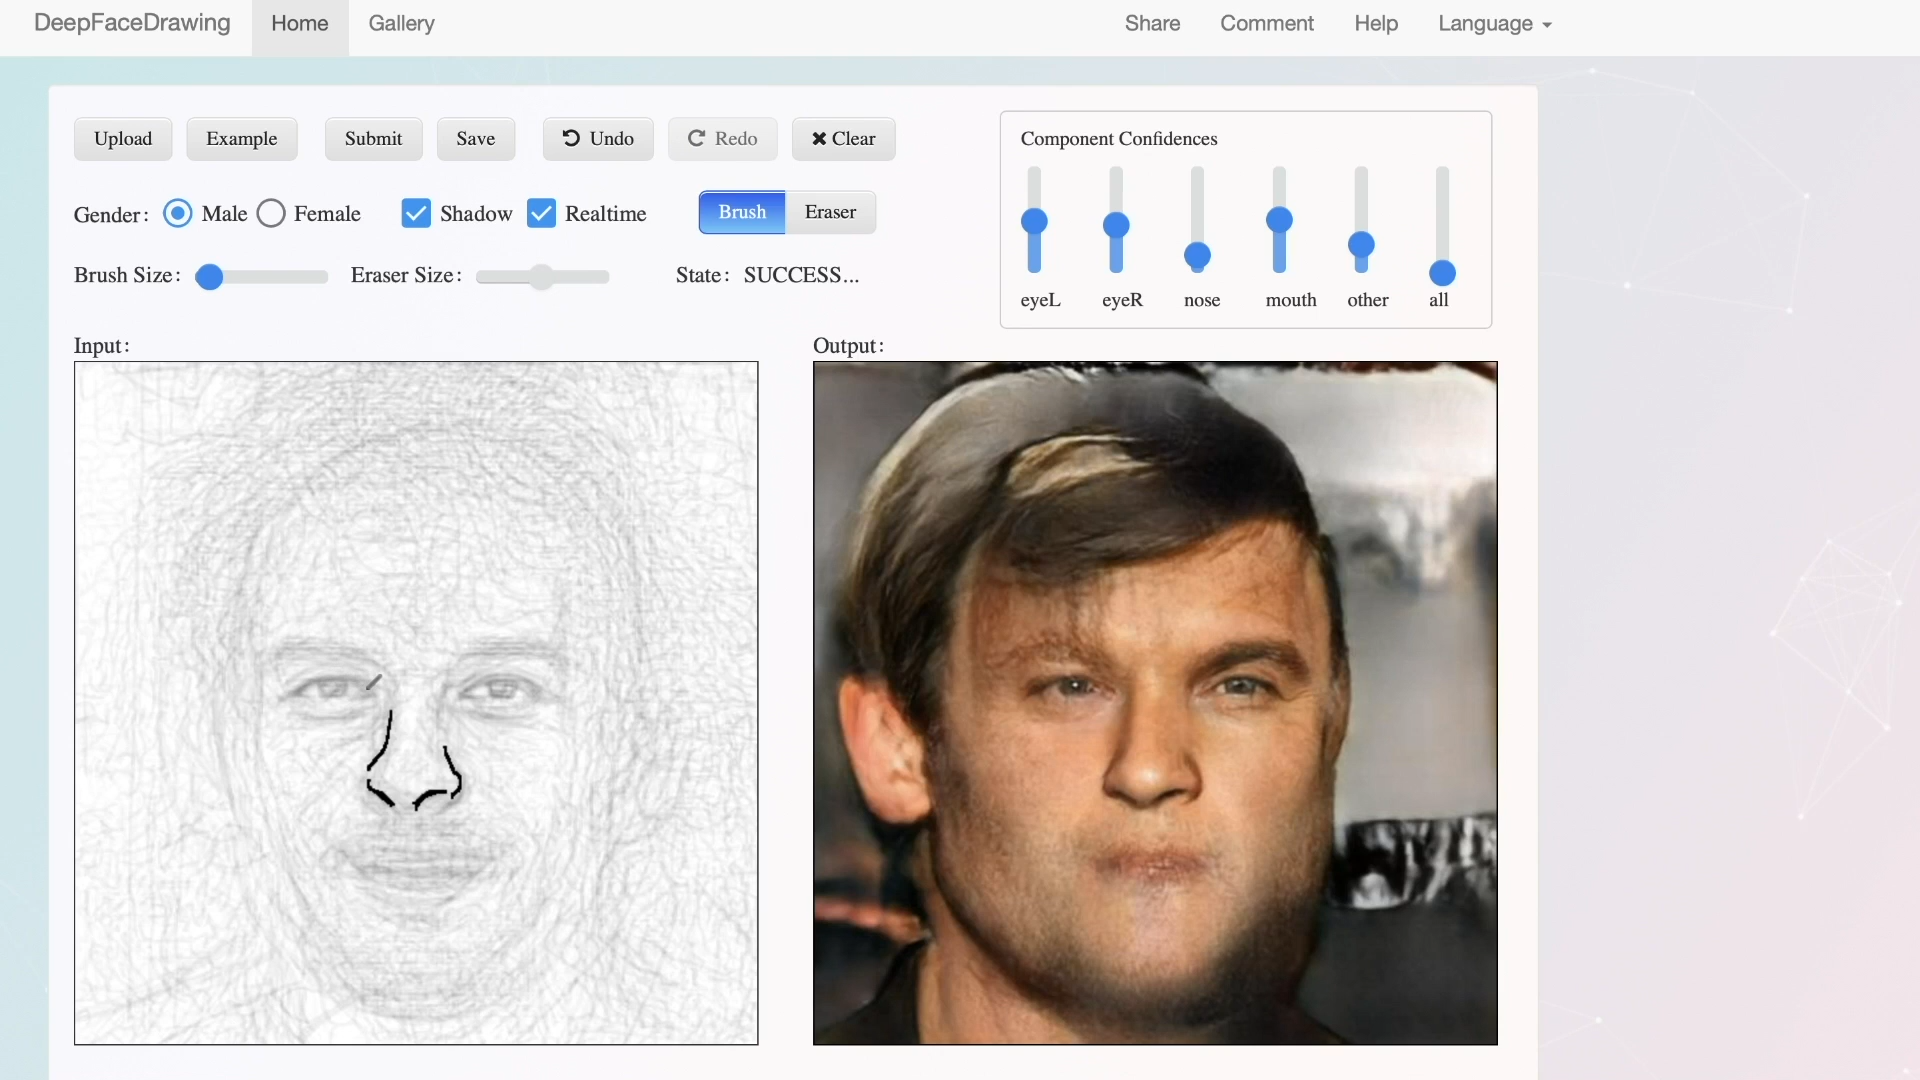 DeepFaceDrawing Home Gallery Share Comment Help Language
Upload Example Submit Save Undo Redo Clear
Component Confidences
Gender: Male Female Shadow Realtime Brush Eraser
Brush Size: Eraser Size: State: SUCCESS...
eyeL eyeR nose mouth other all
Input: Output: